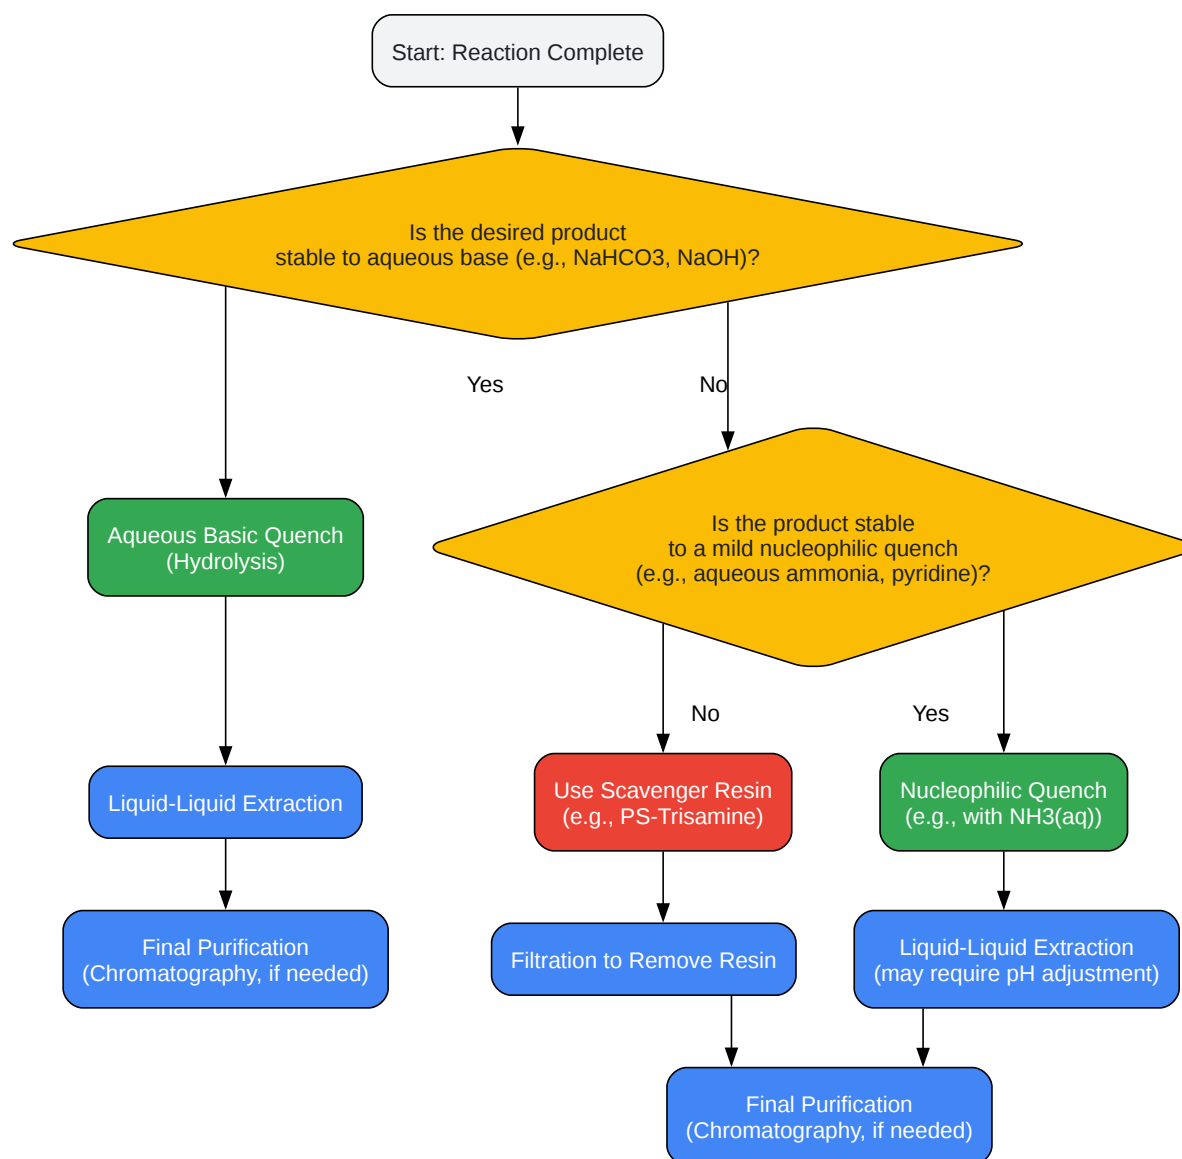 Start: Reaction Complete
Is the desired product
stable to aqueous base (e.g., NaHCO3, NaOH)?
Yes
No
Aqueous Basic Quench
(Hydrolysis)
Is the product stable
to a mild nucleophilic quench
(e.g., aqueous ammonia, pyridine)?
No
Yes
Liquid-Liquid Extraction
Use Scavenger Resin
(e.g., PS-Trisamine)
Nucleophilic Quench
(e.g., with NH3(aq))
Final Purification
(Chromatography, if needed)
Filtration to Remove Resin
Liquid-Liquid Extraction
(may require pH adjustment)
Final Purification
(Chromatography, if needed)